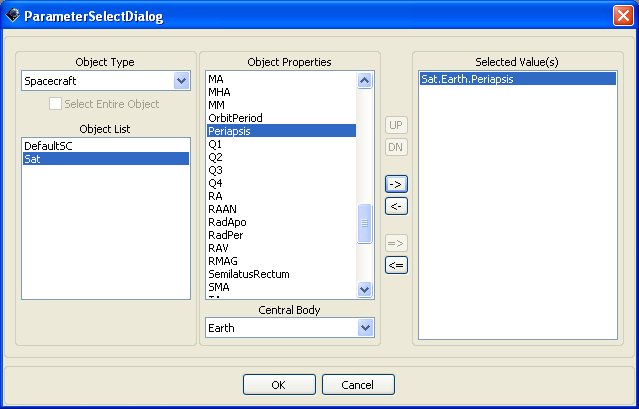 ParameterSelectDialog
Object Type
Spacecraft
Select Entire Object
Object List
DefaultSC
Sat
Object Properties
MA
MHA
MM
OrbitPeriod
Periapsis
Q1
Q2
Q3
Q4
RA
RAAN
RadApo
RadPer
RAV
RMAG
SemilatusRectum
SMA
Central Body
Earth
UP
DN
->
<-
=>
<=
Selected Value(s)
Sat.Earth.Periapsis
OK
Cancel